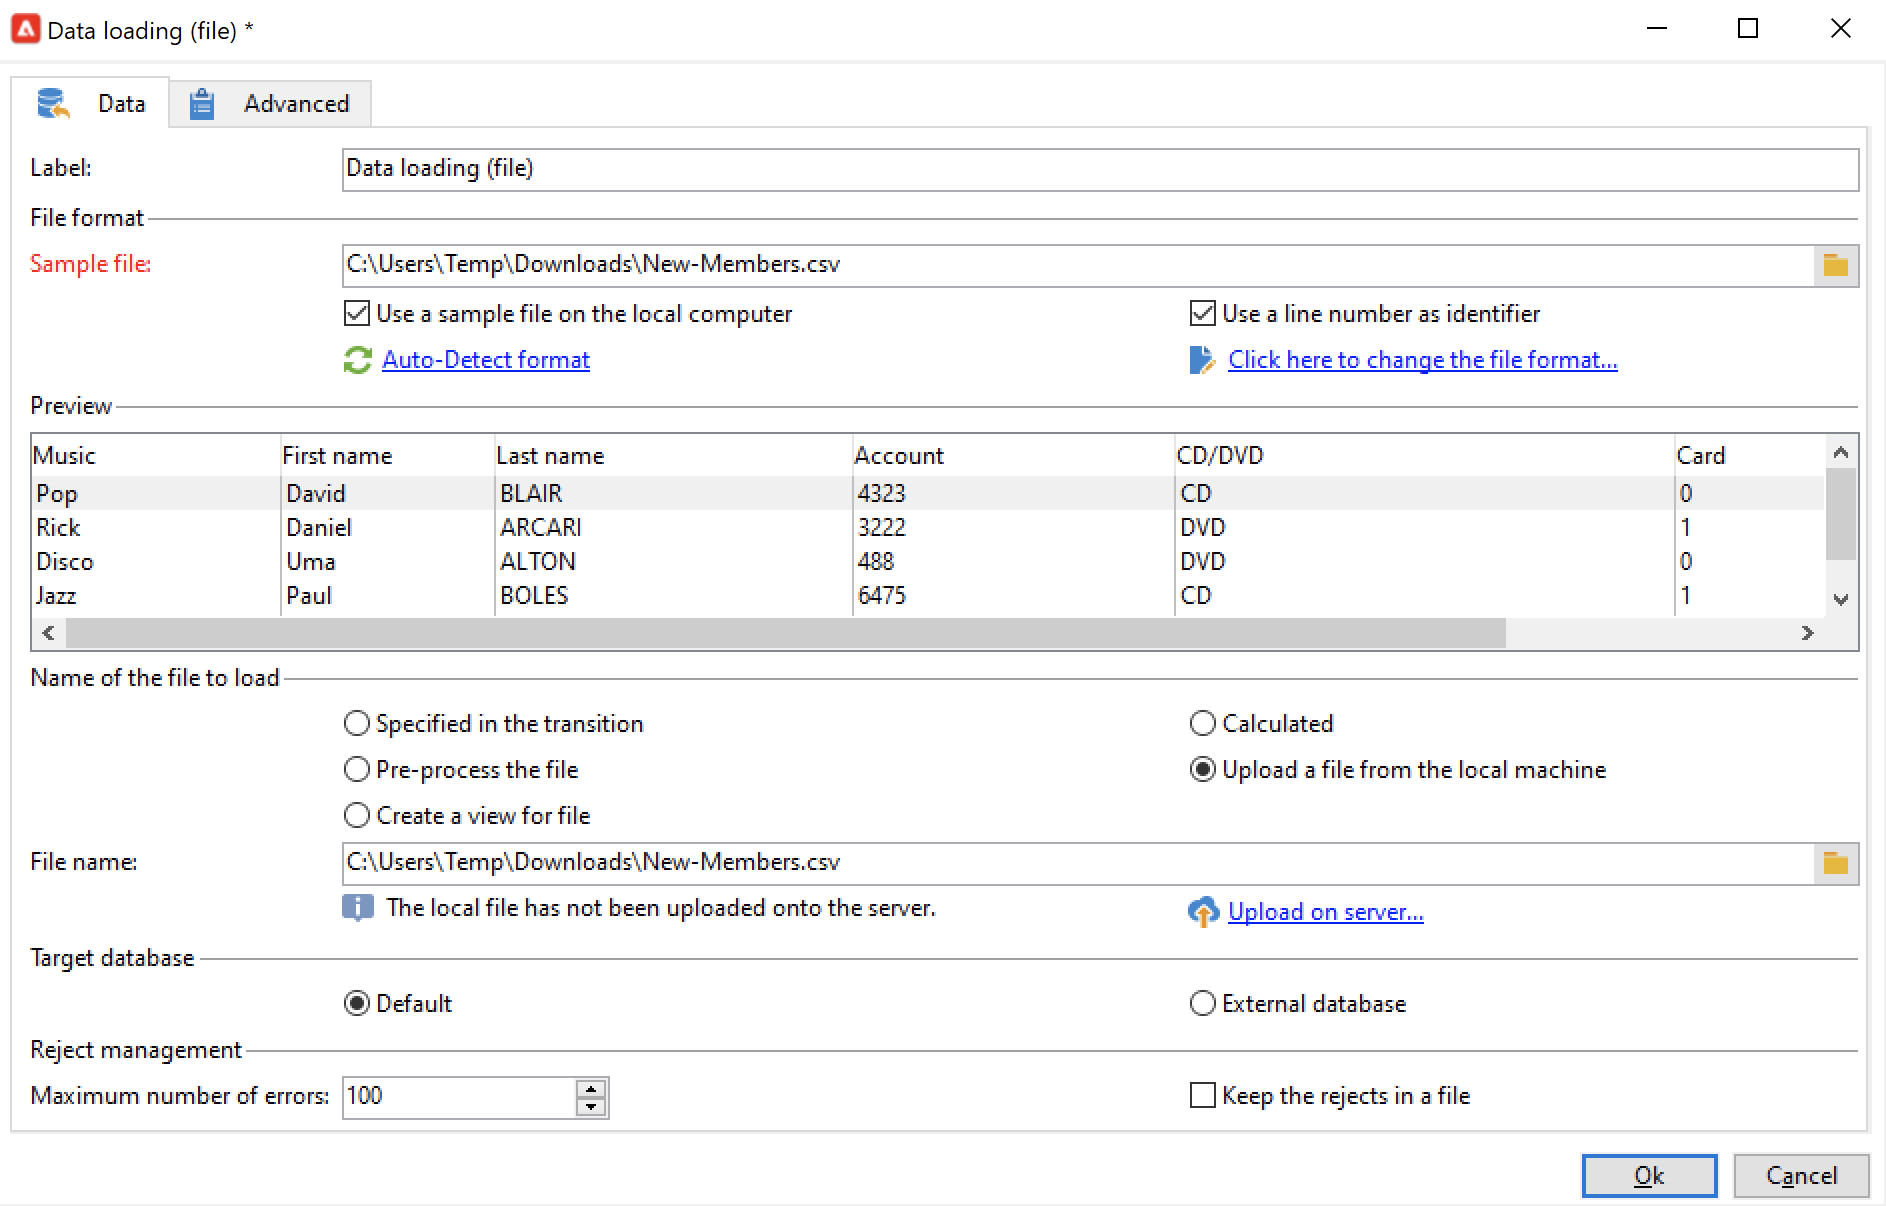 Data loading (file) *
Data Advanced
Label: Data loading (file)
File format
Sample file: C:\Users\Temp\Downloads\New-Members.csv
Use a sample file on the local computer Use a line number as identifier
Auto-Detect format Click here to change the file format...
Preview
Music First name Last name Account CD/DVD Card
Pop David BLAIR 4323 CD 0
Rick Daniel ARCARI 3222 DVD 1
Disco Uma ALTON 488 DVD 0
Jazz Paul BOLES 6475 CD 1
Name of the file to load
Specified in the transition Calculated
Pre-process the file Upload a file from the local machine
Create a view for file
File name: C:\Users\Temp\Downloads\New-Members.csv
The local file has not been uploaded onto the server. Upload on server...
Target database
Default External database
Reject management
Maximum number of errors: 100 Keep the rejects in a file
Ok Cancel